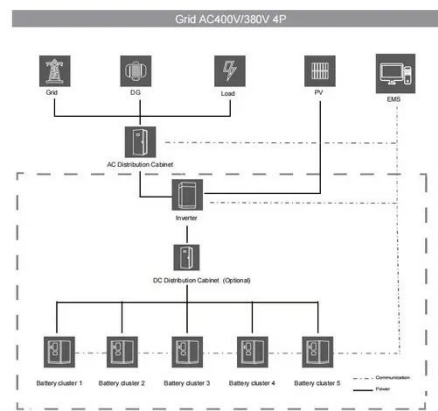 Grid AC400V/380V 4P
Grid
DG
Load
PV
EMS
AC Distribution Cabinet
Inverter
DC Distribution Cabinet (Optional)
Battery cluster 1
Battery cluster 2
Battery cluster 3
Battery cluster 4
Battery cluster 5
Communication
Power